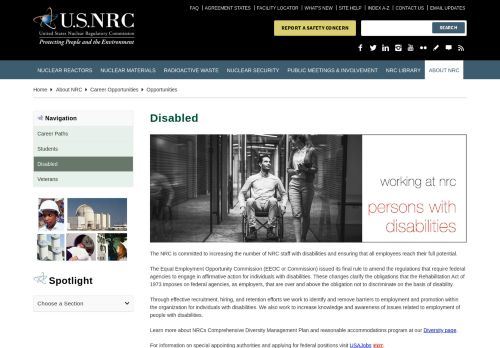 FAQ | AGREEMENT STATES | FACILITY LOCATOR | WHAT'S NEW | SITE HELP | INDEX A-Z | CONTACT US | EMAIL UPDATES
U.S.NRC
United States Nuclear Regulatory Commission
Protecting People and the Environment
REPORT A SAFETY CONCERN
SEARCH
NUCLEAR REACTORS NUCLEAR MATERIALS RADIOACTIVE WASTE NUCLEAR SECURITY PUBLIC MEETINGS & INVOLVEMENT NRC LIBRARY ABOUT NRC
Home About NRC Career Opportunities Opportunities
Navigation
Career Paths
Students
Disabled
Veterans
Spotlight
Choose a Section
Disabled
working at nrc
persons with
disabilities
The NRC is committed to increasing the number of NRC staff with disabilities and ensuring that all employees reach their full potential.
The Equal Employment Opportunity Commission (EEOC or Commission) issued its final rule to amend the regulations that require federal
agencies to engage in affirmative action for individuals with disabilities. These changes clarify the obligations that the Rehabilitation Act of
1973 imposes on federal agencies, as employers, that are over and above the obligation not to discriminate on the basis of disability.
Through effective recruitment, hiring, and retention efforts we work to identify and remove barriers to employment and promotion within
the organization for individuals with disabilities. We also work to increase knowledge and awareness of issues related to employment of
people with disabilities.
Learn more about NRCs Comprehensive Diversity Management Plan and reasonable accommodations program at our Diversity page.
For information on special appointing authorities and applying for federal positions visit USAJobs EXIT.